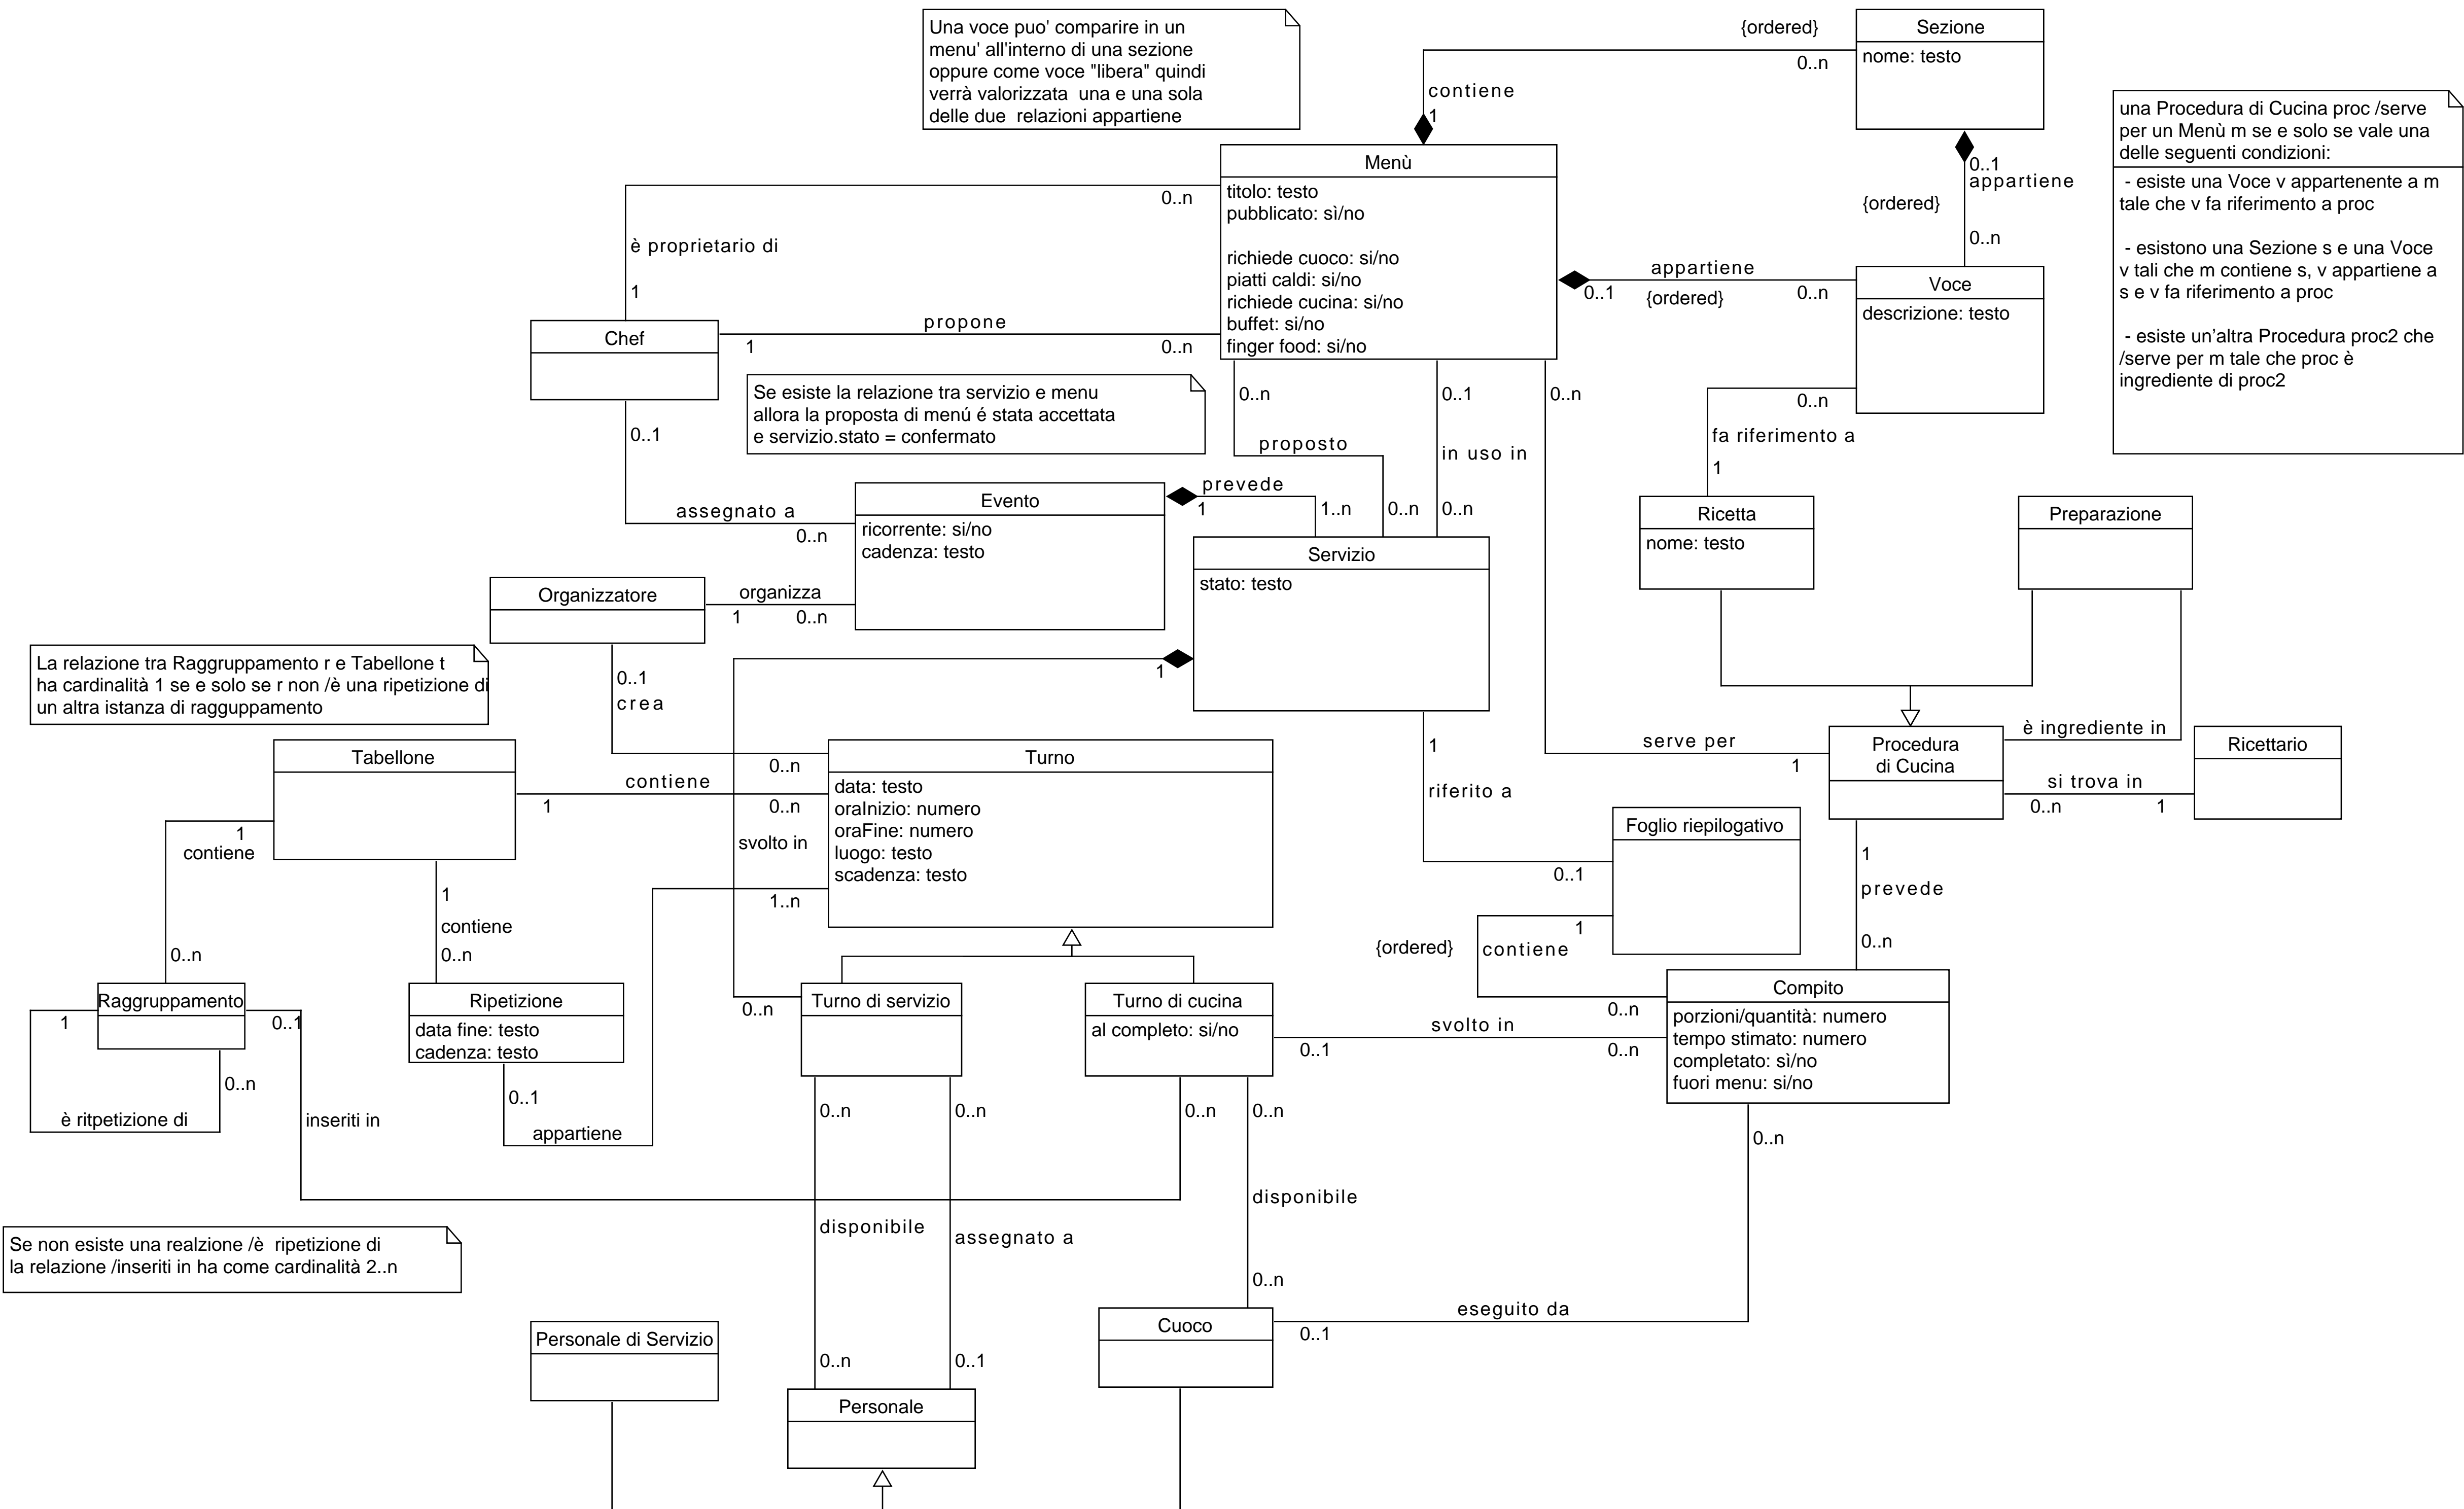 Una voce puo' comparire in un
menu' all'interno di una sezione
oppure come voce "libera" quindi
verrà valorizzata  una e una sola
delle due  relazioni appartiene
{ordered}
0..n
contiene
1
Sezione
nome: testo
una Procedura di Cucina proc /serve
per un Menù m se e solo se vale una
delle seguenti condizioni:
- esiste una Voce v appartenente a m
tale che v fa riferimento a proc
- esistono una Sezione s e una Voce
v tali che m contiene s, v appartiene a
s e v fa riferimento a proc
- esiste un'altra Procedura proc2 che
/serve per m tale che proc è
ingrediente di proc2
0..1
appartiene
{ordered}
0..n
Menù
titolo: testo
pubblicato: sì/no
richiede cuoco: si/no
piatti caldi: si/no
richiede cucina: si/no
buffet: si/no
finger food: si/no
0..n
è proprietario di
1
appartiene
0..1
{ordered}
0..n
Voce
descrizione: testo
Chef
propone
1
0..n
Se esiste la relazione tra servizio e menu
allora la proposta di menú é stata accettata
e servizio.stato = confermato
0..n
0..1
0..n
0..n
0..1
proposto
in uso in
fa riferimento a
1
assegnato a
0..n
Evento
ricorrente: si/no
cadenza: testo
prevede
1
1..n
0..n
0..n
Ricetta
nome: testo
Preparazione
Servizio
stato: testo
Organizzatore
organizza
1
0..n
La relazione tra Raggruppamento r e Tabellone t
ha cardinalità 1 se e solo se r non /è una ripetizione di
un altra istanza di ragguppamento
0..1
crea
0..n
1
Tabellone
contiene
1
0..n
Turno
data: testo
oraInizio: numero
oraFine: numero
luogo: testo
scadenza: testo
1
riferito a
0..1
serve per
1
Procedura
di Cucina
è ingrediente in
si trova in
0..n
1
Ricettario
1
contiene
0..n
svolto in
1..n
Foglio riepilogativo
1
prevede
0..n
1
contiene
0..n
1
{ordered}
contiene
0..n
Raggruppamento
1
0..1
0..n
è ritpetizione di
inseriti in
Ripetizione
data fine: testo
cadenza: testo
0..1
appartiene
0..n
Turno di servizio
Turno di cucina
al completo: si/no
svolto in
0..1
0..n
Compito
porzioni/quantità: numero
tempo stimato: numero
completato: sì/no
fuori menu: si/no
0..n
0..n
0..n
0..n
0..n
disponibile
assegnato a
disponibile
0..n
Se non esiste una realzione /è  ripetizione di
la relazione /inseriti in ha come cardinalità 2..n
eseguito da
0..1
Cuoco
Personale di Servizio
0..n
0..1
Personale